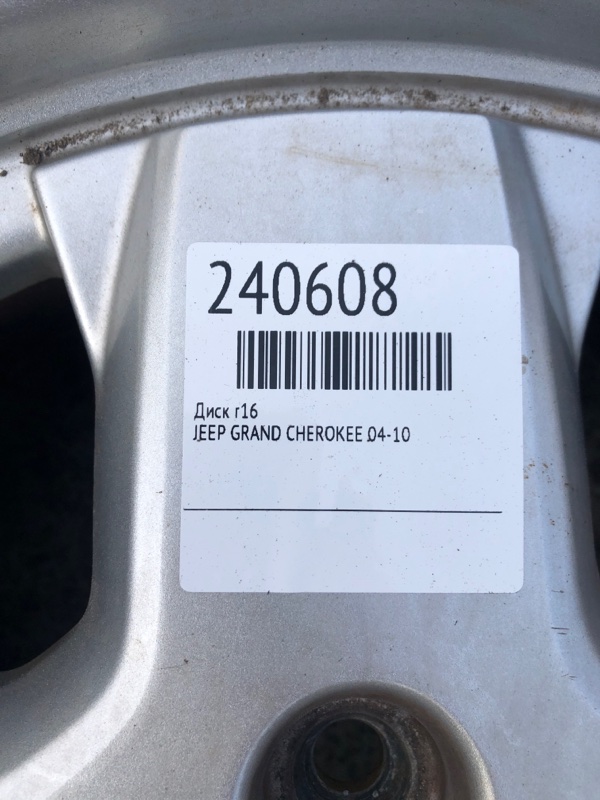 240608
Диск r16
JEEP GRAND CHEROKEE 04-10